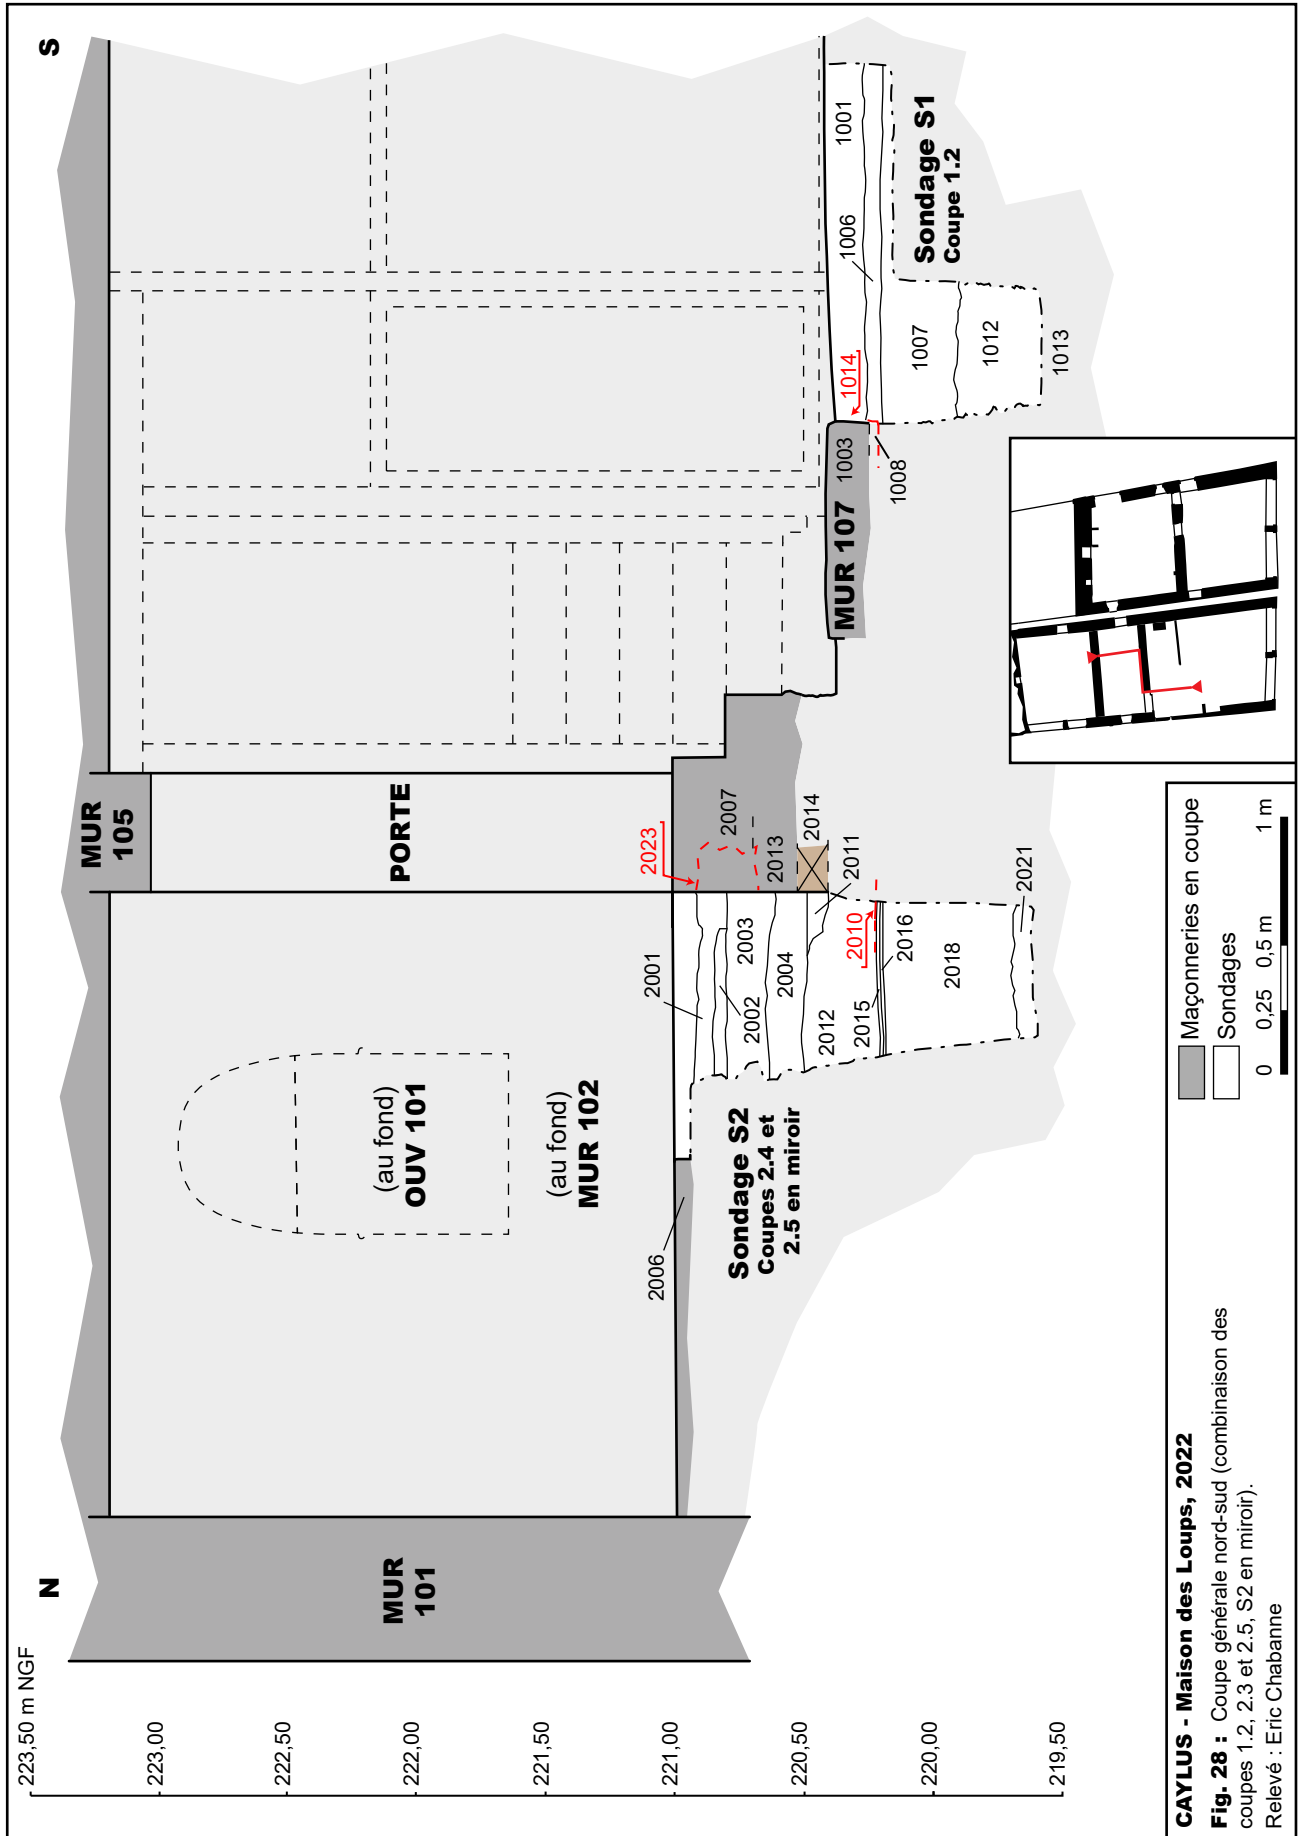 223,50 m NGF
223,00
222,50
222,00
221,50
221,00
220,50
220,00
219,50
N
S
MUR
101
MUR
105
PORTE
(au fond)
OUV 101
(au fond)
MUR 102
2006
2001
2002
2003
2004
2023
2007
2013
2014
2011
2012
2010
2015
2016
2018
2021
Sondage S2
Coupes 2.4 et
2.5 en miroir
MUR 107
1003
1008
1014
1006
1001
1007
1012
1013
Sondage S1
Coupe 1.2
CAYLUS - Maison des Loups, 2022
Fig. 28 : Coupe générale nord-sud (combinaison des
coupes 1.2, 2.3 et 2.5, S2 en miroir).
Relevé : Eric Chabanne
Maçonneries en coupe
Sondages
0 0,25 0,5 m 1 m